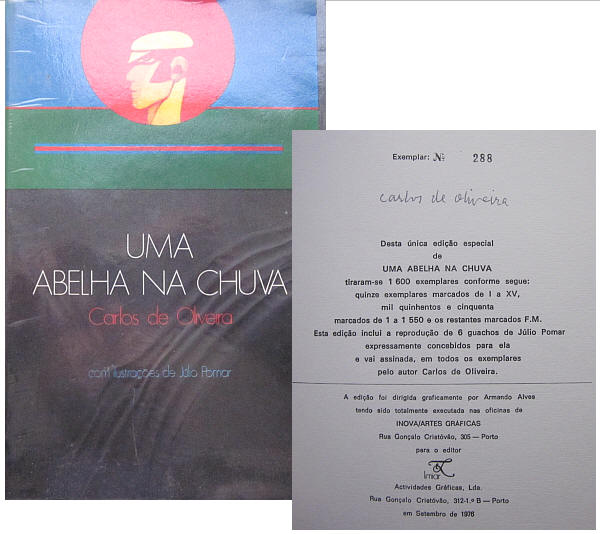 UMA
ABELHA NA CHUVA
Carlos de Oliveira
com ilustrações de Júlio Pomar
Exemplar: Nº 288
carlos de oliveira
Desta única edição especial
de
UMA ABELHA NA CHUVA
tiraram-se 1 600 exemplares conforme segue:
quinze exemplares marcados de I a XV,
mil quinhentos e cinquenta
marcados de 1 a 1 550 e os restantes marcados F.M.
Esta edição inclui a reprodução de 6 guachos de Júlio Pomar
expressamente concebidos para ela
e vai assinada, em todos os exemplares
pelo autor Carlos de Oliveira.
A edição foi dirigida graficamente por Armando Alves
tendo sido totalmente executada nas oficinas de
INOVA/ARTES GRÁFICAS
Rua Gonçalo Cristóvão, 305 — Porto
para o editor
limiar
Actividades Gráficas, Lda.
Rua Gonçalo Cristóvão, 312-1.º B — Porto
em Setembro de 1976